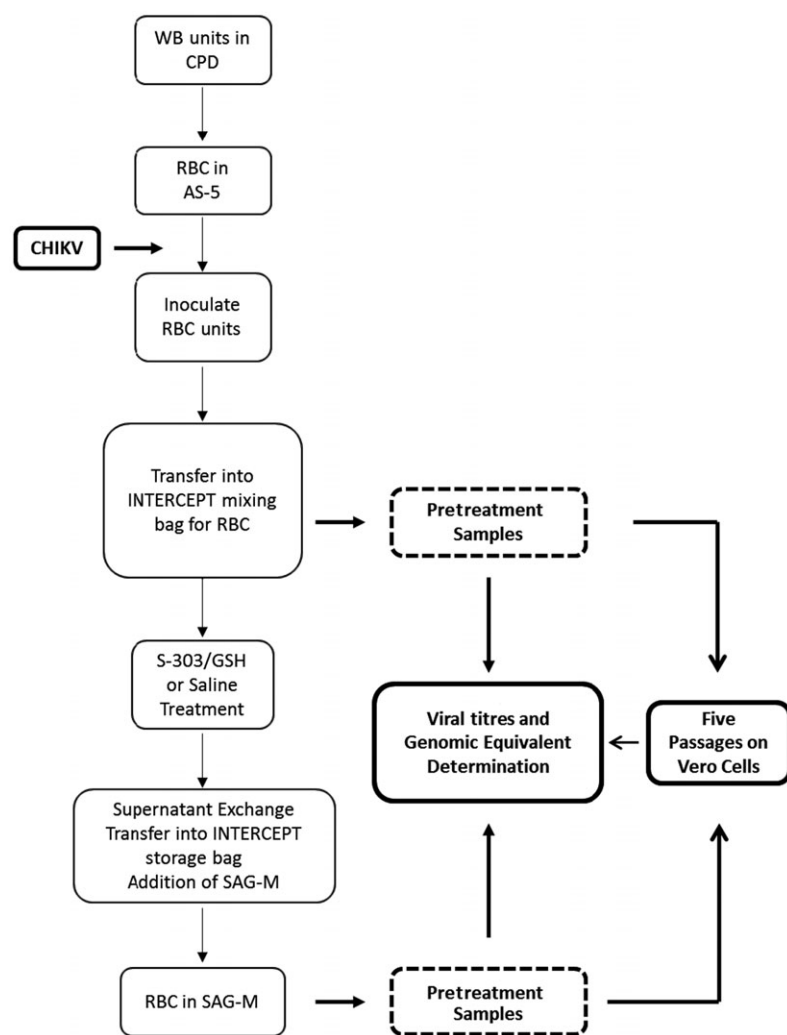 WB units in
CPD
RBC in
AS-5
CHIKV
Inoculate
RBC units
Transfer into
INTERCEPT mixing
bag for RBC
Pretreatment
Samples
S-303/GSH
or Saline
Treatment
Viral titres and
Genomic Equivalent
Determination
Five
Passages on
Vero Cells
Supernatant Exchange
Transfer into INTERCEPT
storage bag
Addition of SAG-M
RBC in SAG-M
Pretreatment
Samples